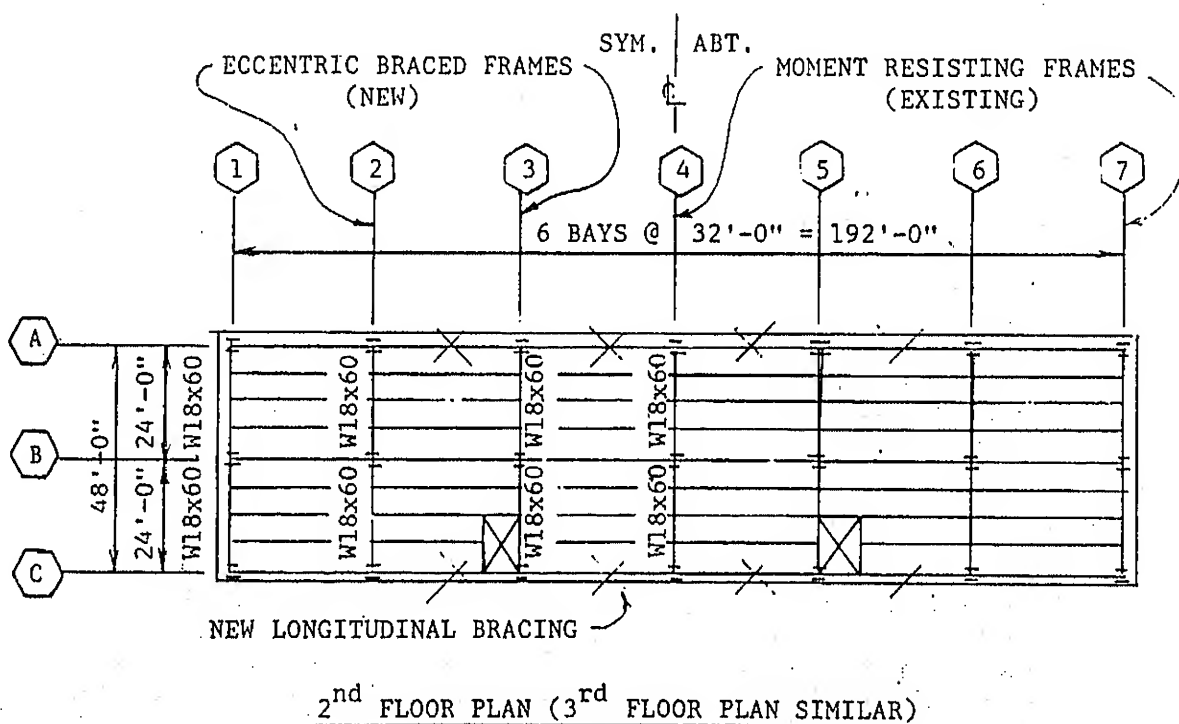 SYM. ABT.
ECCENTRIC BRACED FRAMES
(NEW)
℄
MOMENT RESISTING FRAMES
(EXISTING)
1 2 3 4 5 6 7
6 BAYS @ 32'-0" = 192'-0"
A
B
C
48'-0"
24'-0"
24'-0"
W18x60
W18x60
W18x60
W18x60
W18x60
W18x60
W18x60
W18x60
NEW LONGITUDINAL BRACING
2nd FLOOR PLAN (3rd FLOOR PLAN SIMILAR)